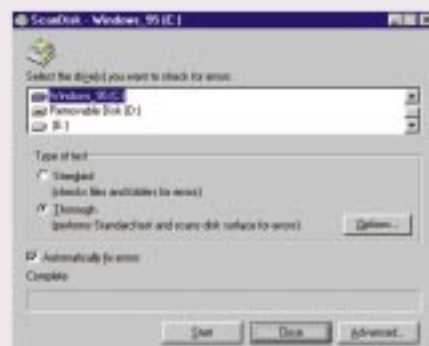 ScanDisk - Windows_95 (C:)
Select the drive(s) you want to check for errors:
Windows_95 (C:)
Removable Disk (D:)
(E:)
Type of test
Standard
(checks files and folders for errors)
Thorough
(performs Standard test and scans disk surface for errors)
Options...
Automatically fix errors
Complete
Start
Close
Advanced...